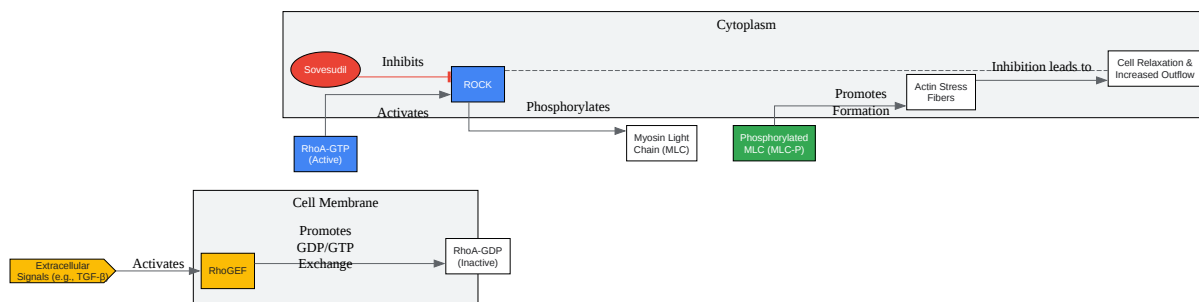 Cytoplasm
Sovesudil
Inhibits
ROCK
Inhibition leads to
Cell Relaxation &
Increased Outflow
Actin Stress
Fibers
Promotes
Formation
Activates
Phosphorylates
RhoA-GTP
(Active)
Myosin Light
Chain (MLC)
Phosphorylated
MLC (MLC-P)
Cell Membrane
Promotes
GDP/GTP
Exchange
RhoA-GDP
(Inactive)
Extracellular
Signals (e.g., TGF-β)
Activates
RhoGEF